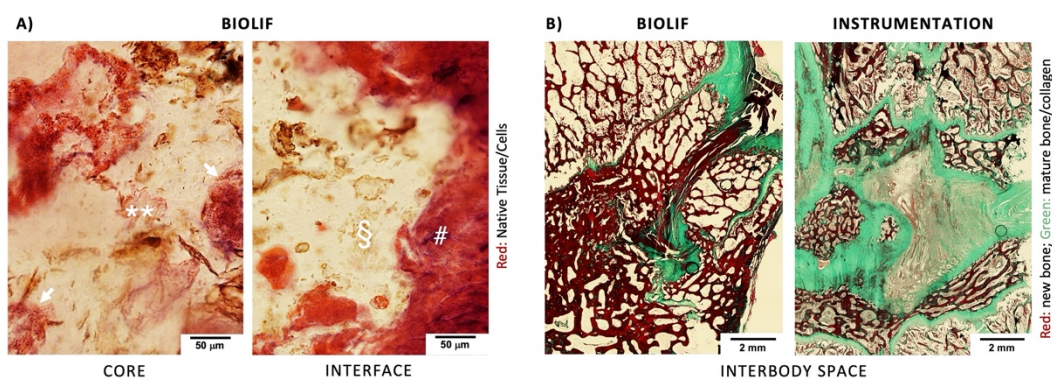 A)
BIOLIF
**
§
#
50 µm
50 µm
CORE
INTERFACE
Red: Native Tissue/Cells
B)
BIOLIF
INSTRUMENTATION
2 mm
2 mm
INTERBODY SPACE
Red: new bone; Green: mature bone/collagen